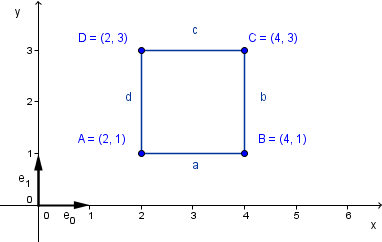 y
c
D = (2, 3)
C = (4, 3)
3
d
b
2
A = (2, 1)
B = (4, 1)
1
a
e1
0
0
e0
1
2
3
4
5
6
x